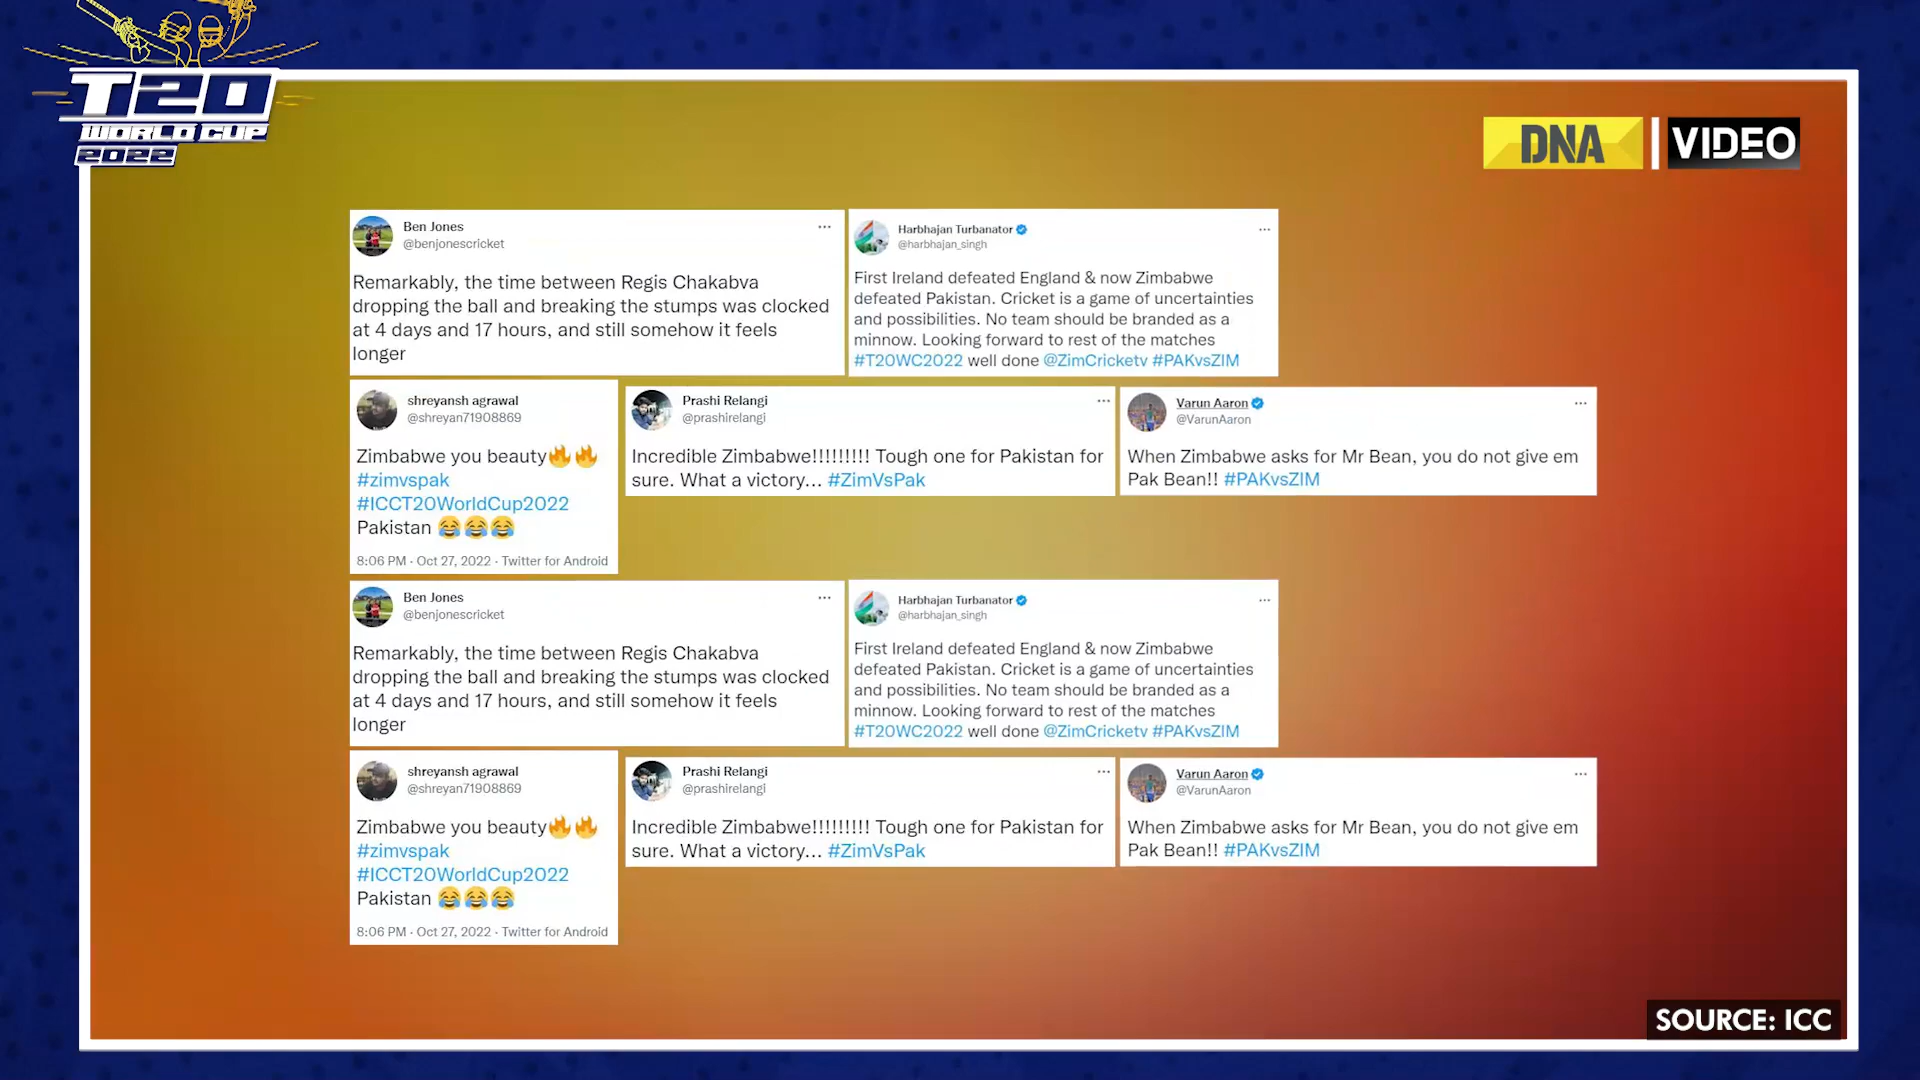 T20
WORLD CUP
2022
DNA VIDEO
Ben Jones
@benjonescricket
Remarkably, the time between Regis Chakabva
dropping the ball and breaking the stumps was clocked
at 4 days and 17 hours, and still somehow it feels
longer
Harbhajan Turbanator
@harbhajan_singh
First Ireland defeated England & now Zimbabwe
defeated Pakistan. Cricket is a game of uncertainties
and possibilities. No team should be branded as a
minnow. Looking forward to rest of the matches
#T20WC2022 well done @ZimCricketv #PAKvsZIM
shreyansh agrawal
@shreyan71908869
Zimbabwe you beauty🔥🔥
#zimvspak
#ICCT20WorldCup2022
Pakistan 😂😂😂
8:06 PM · Oct 27, 2022 · Twitter for Android
Prashi Relangi
@prashirelangi
Incredible Zimbabwe!!!!!!!!! Tough one for Pakistan for
sure. What a victory... #ZimVsPak
Varun Aaron
@VarunAaron
When Zimbabwe asks for Mr Bean, you do not give em
Pak Bean!! #PAKvsZIM
Ben Jones
@benjonescricket
Remarkably, the time between Regis Chakabva
dropping the ball and breaking the stumps was clocked
at 4 days and 17 hours, and still somehow it feels
longer
Harbhajan Turbanator
@harbhajan_singh
First Ireland defeated England & now Zimbabwe
defeated Pakistan. Cricket is a game of uncertainties
and possibilities. No team should be branded as a
minnow. Looking forward to rest of the matches
#T20WC2022 well done @ZimCricketv #PAKvsZIM
shreyansh agrawal
@shreyan71908869
Zimbabwe you beauty🔥🔥
#zimvspak
#ICCT20WorldCup2022
Pakistan 😂😂😂
8:06 PM · Oct 27, 2022 · Twitter for Android
Prashi Relangi
@prashirelangi
Incredible Zimbabwe!!!!!!!!! Tough one for Pakistan for
sure. What a victory... #ZimVsPak
Varun Aaron
@VarunAaron
When Zimbabwe asks for Mr Bean, you do not give em
Pak Bean!! #PAKvsZIM
SOURCE: ICC